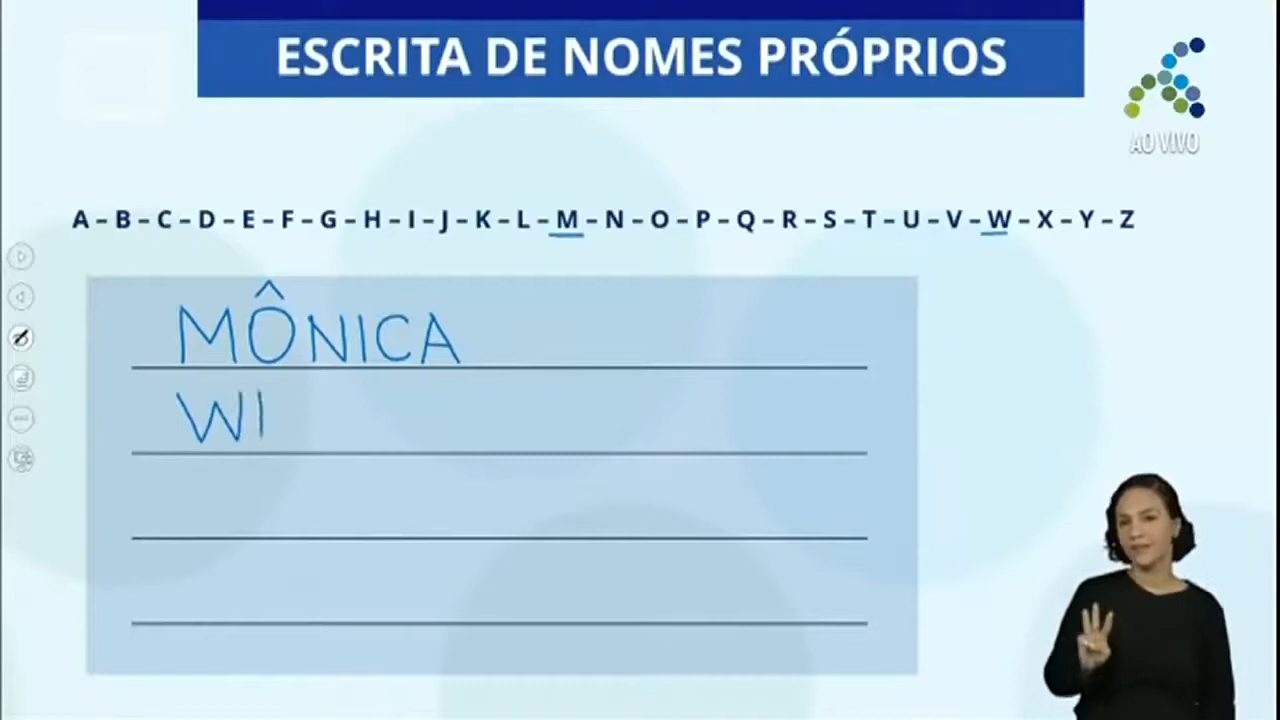 ESCRITA DE NOMES PRÓPRIOS
AO VIVO
A – B – C – D – E – F – G – H – I – J – K – L – M – N – O – P – Q – R – S – T – U – V – W – X – Y – Z
MÔNICA
WI